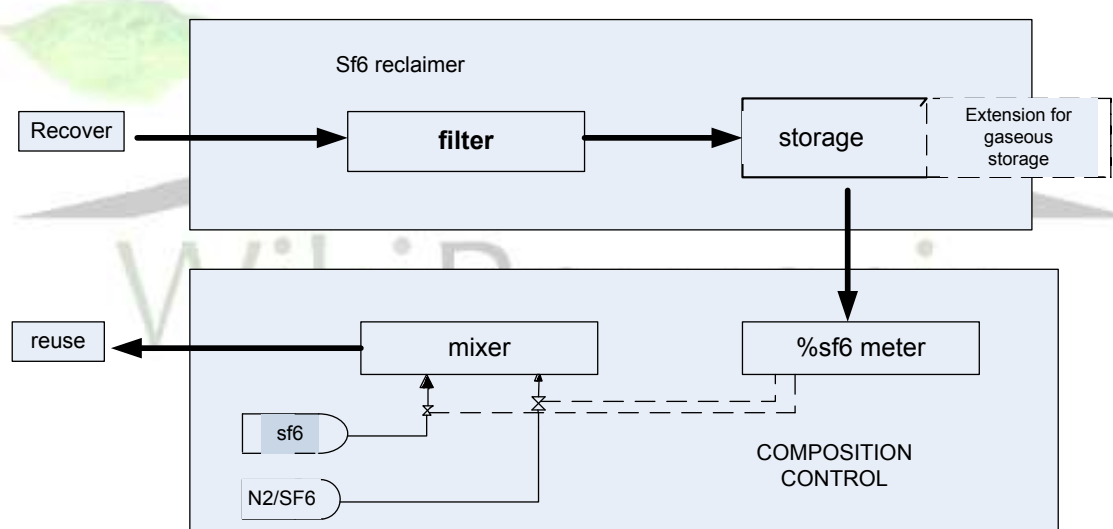 Sf6 reclaimer
Recover
filter
storage
Extension for
gaseous
storage
reuse
mixer
%sf6 meter
sf6
N2/SF6
COMPOSITION
CONTROL